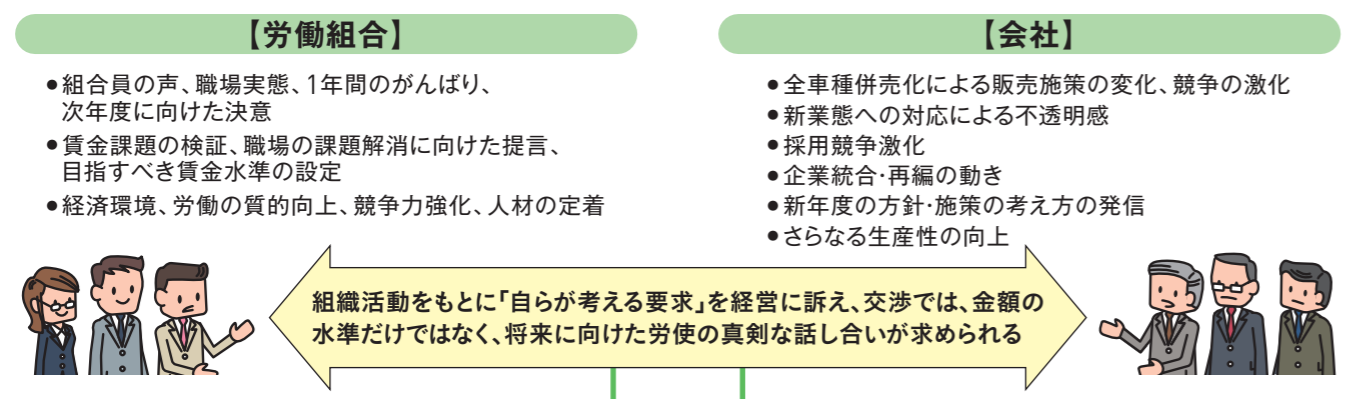 【労働組合】
●組合員の声、職場実態、1年間のがんばり、
次年度に向けた決意
●賃金課題の検証、職場の課題解消に向けた提言、
目指すべき賃金水準の設定
●経済環境、労働の質的向上、競争力強化、人材の定着
【会社】
●全車種併売化による販売施策の変化、競争の激化
●新業態への対応による不透明感
●採用競争激化
●企業統合・再編の動き
●新年度の方針・施策の考え方の発信
●さらなる生産性の向上
組織活動をもとに「自らが考える要求」を経営に訴え、交渉では、金額の
水準だけではなく、将来に向けた労使の真剣な話し合いが求められる